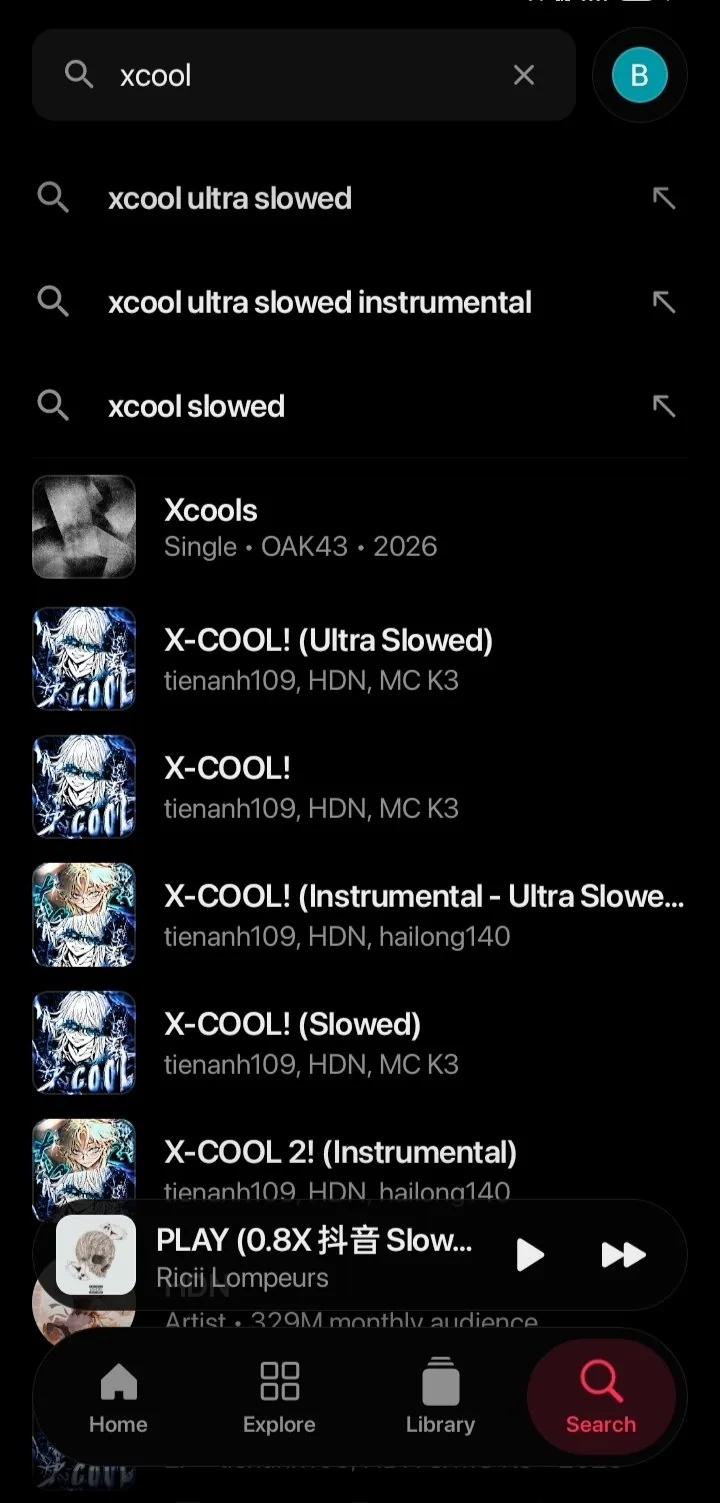 xcool
B
xcool ultra slowed
xcool ultra slowed instrumental
xcool slowed
Xcools
Single • OAK43 • 2026
X-COOL! (Ultra Slowed)
tienanh109, HDN, MC K3
X-COOL!
tienanh109, HDN, MC K3
X-COOL! (Instrumental - Ultra Slowe...
tienanh109, HDN, hailong140
X-COOL! (Slowed)
tienanh109, HDN, MC K3
X-COOL 2! (Instrumental)
tienanh109, HDN, hailong140
PLAY (0.8X 抖音 Slow...
Ricii Lompeurs
HDN
Artist • 329M monthly audience
Home
Explore
Library
Search